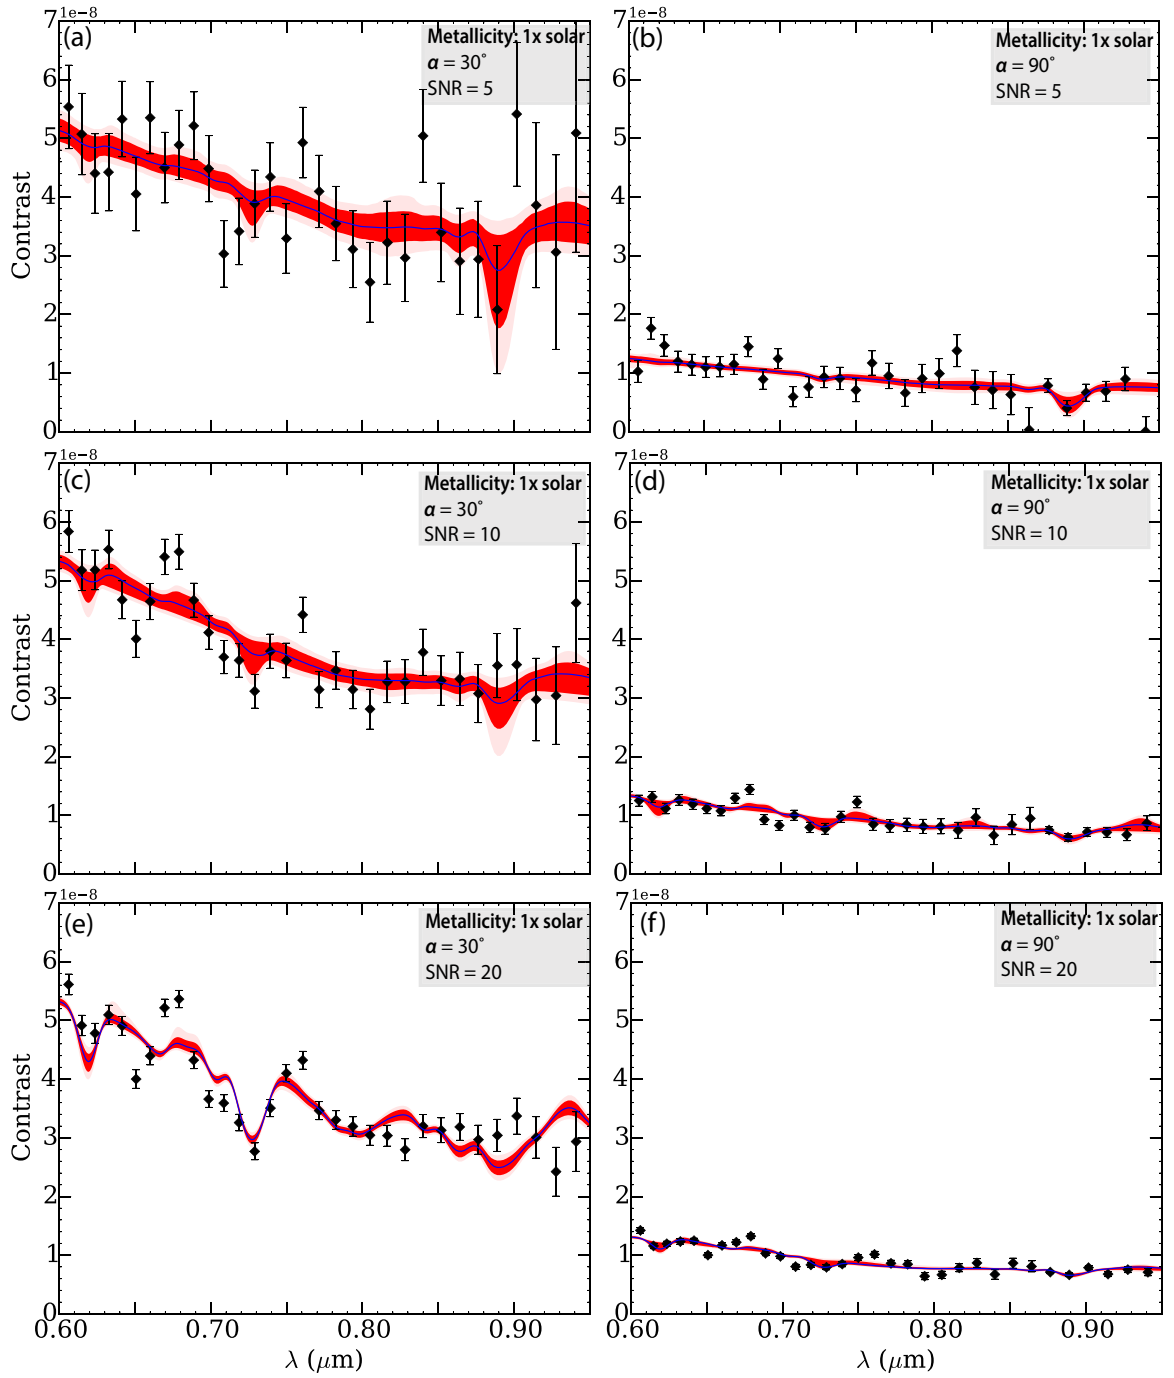 7 1e-8
(a)
Metallicity: 1x solar
α = 30°
SNR = 5
6
5
4
3
2
1
0
Contrast
7 1e-8
(b)
Metallicity: 1x solar
α = 90°
SNR = 5
6
5
4
3
2
1
0
7 1e-8
(c)
Metallicity: 1x solar
α = 30°
SNR = 10
6
5
4
3
2
1
0
Contrast
7 1e-8
(d)
Metallicity: 1x solar
α = 90°
SNR = 10
6
5
4
3
2
1
0
7 1e-8
(e)
Metallicity: 1x solar
α = 30°
SNR = 20
6
5
4
3
2
1
0
Contrast
0.60 0.70 0.80 0.90
λ (μm)
7 1e-8
(f)
Metallicity: 1x solar
α = 90°
SNR = 20
6
5
4
3
2
1
0
0.60 0.70 0.80 0.90
λ (μm)